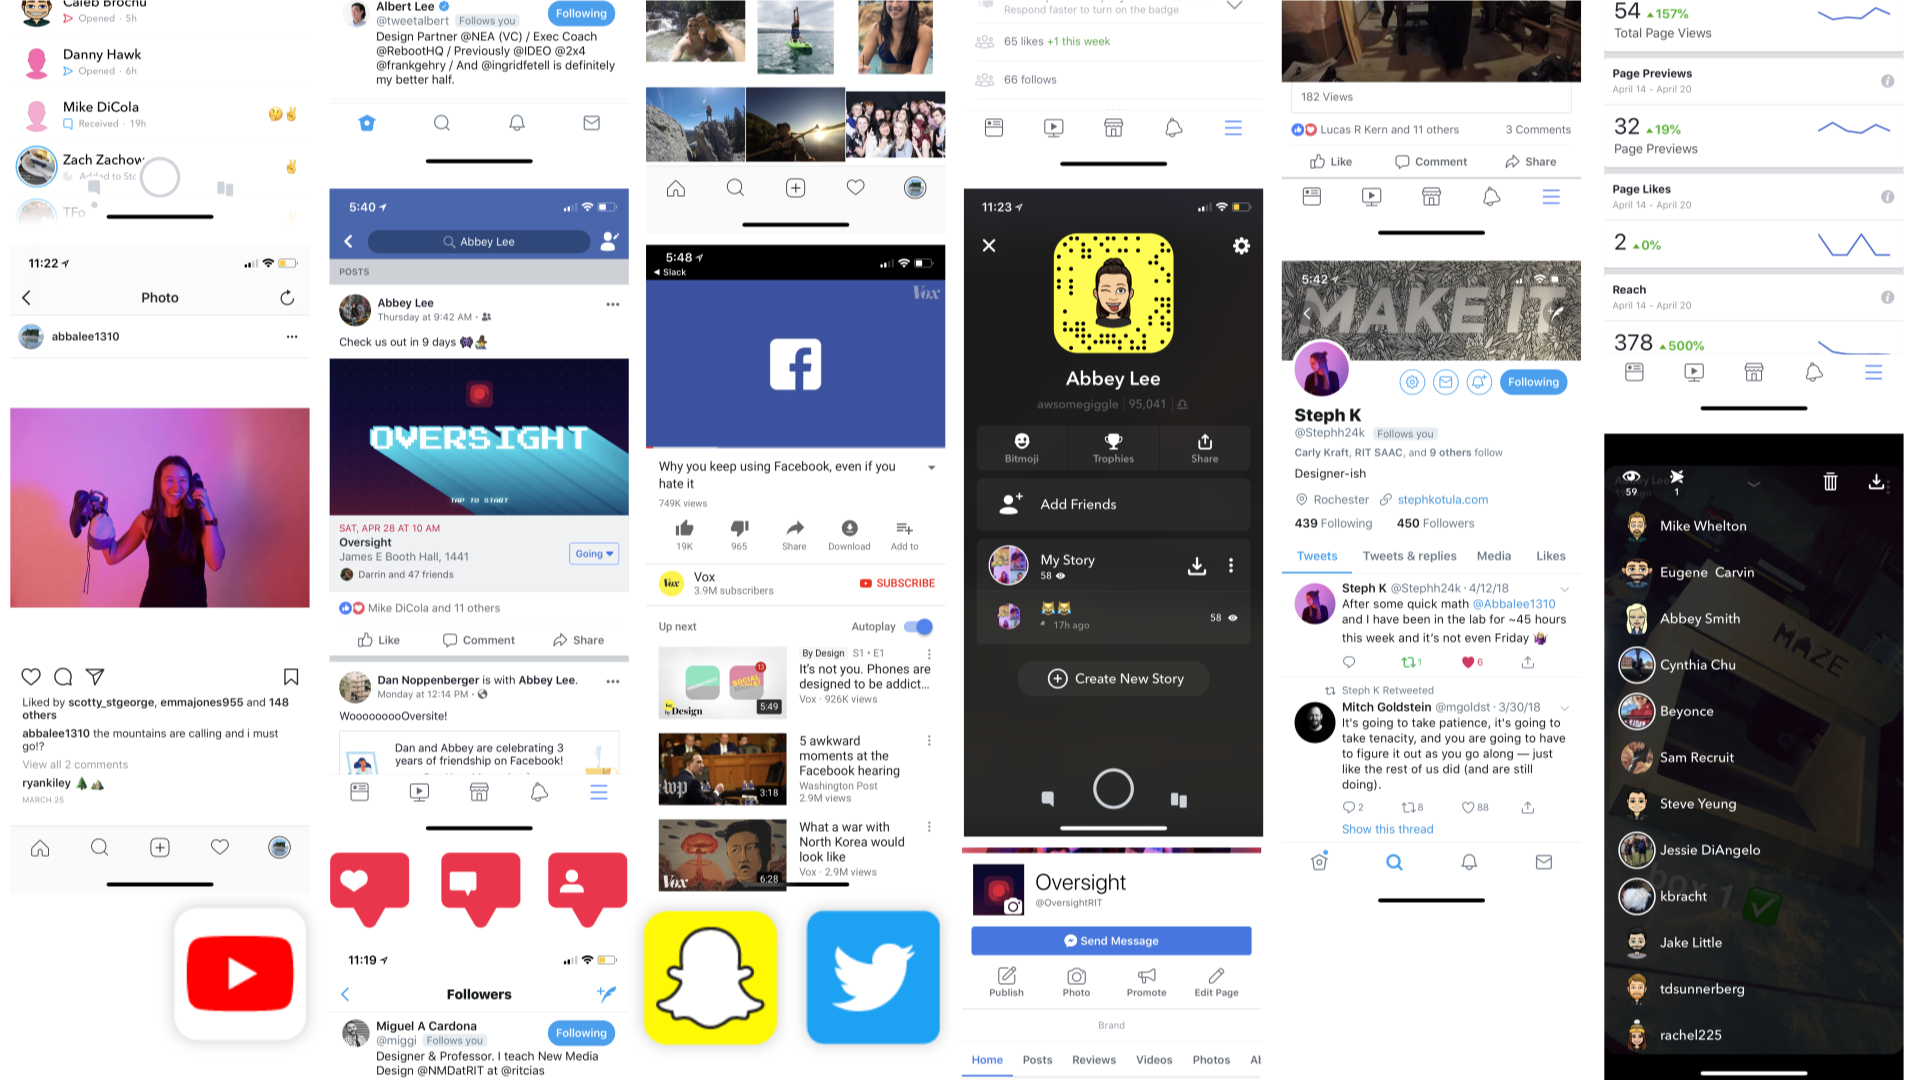 Caleb Brochu
Opened · 5h
Danny Hawk
Opened · 6h
Mike DiCola
Received · 19h
Zach Zachow
Added to Sto
TFo
11:22
Photo
abbalee1310
Liked by scotty_stgeorge, emmajones955 and 148
others
abbalee1310 the mountains are calling and i must
go!?
View all 2 comments
ryankiley
MARCH 25
Albert Lee
@tweetalbert Follows you
Following
Design Partner @NEA (VC) / Exec Coach
@RebootHQ / Previously @IDEO @2x4
@frankgehry / And @ingridfetell is definitely
my better half.
5:40
Abbey Lee
POSTS
Abbey Lee
Thursday at 9:42 AM ·
Check us out in 9 days
OVERSIGHT
TAP TO START
SAT, APR 28 AT 10 AM
Oversight
James E Booth Hall, 1441
Going
Darrin and 47 friends
Mike DiCola and 11 others
Like
Comment
Share
Dan Noppenberger is with Abbey Lee.
Monday at 12:14 PM ·
WooooooooOversite!
Dan and Abbey are celebrating 3
years of friendship on Facebook!
11:19
Followers
Miguel A Cardona
@miggi Follows you
Following
Designer & Professor. I teach New Media
Design @NMDatRIT at @ritcias
5:48
Slack
Vox
Why you keep using Facebook, even if you
hate it
749K views
19K
965
Share
Download
Add to
Vox
Vox
3.9M subscribers
SUBSCRIBE
Up next
Autoplay
By Design S1 • E1
It's not you. Phones are
designed to be addict...
Vox · 926K views
PRODUCTIVITY
SOCIAL MEDIA!
13
by Design
5:49
5 awkward
moments at the
Facebook hearing
Washington Post
2.9M views
wp
3:18
What a war with
North Korea would
look like
Vox · 2.9M views
Vox
6:28
Respond faster to turn on the badge
65 likes +1 this week
66 follows
11:23
Abbey Lee
awsomegiggle | 95,041
Bitmoji
Trophies
Share
Add Friends
My Story
58
17h ago
58
Create New Story
Oversight
@OversightRIT
Send Message
Publish
Photo
Promote
Edit Page
Brand
Home
Posts
Reviews
Videos
Photos
182 Views
Lucas R Kern and 11 others
3 Comments
Like
Comment
Share
5:42
MAKE IT
Following
Steph K
@Stephh24k Follows you
Carly Kraft, RIT SAAC, and 9 others follow
Designer-ish
Rochester
stephkotula.com
439 Following
450 Followers
Tweets
Tweets & replies
Media
Likes
Steph K @Stephh24k · 4/12/18
After some quick math @Abbalee1310
and I have been in the lab for ~45 hours
this week and it's not even Friday
1
6
Steph K Retweeted
Mitch Goldstein @mgoldst · 3/30/18
It's going to take patience, it's going to
take tenacity, and you are going to have
to figure it out as you go along — just
like the rest of us did (and are still
doing).
2
8
88
Show this thread
54 157%
Total Page Views
Page Previews
April 14 - April 20
32 19%
Page Previews
Page Likes
April 14 - April 20
2 0%
Reach
April 14 - April 20
378 500%
59
1
MAZE
Mike Whelton
Eugene Carvin
Abbey Smith
Cynthia Chu
Beyonce
Sam Recruit
Steve Yeung
Jessie DiAngelo
kbracht
Jake Little
tdsunnerberg
rachel225